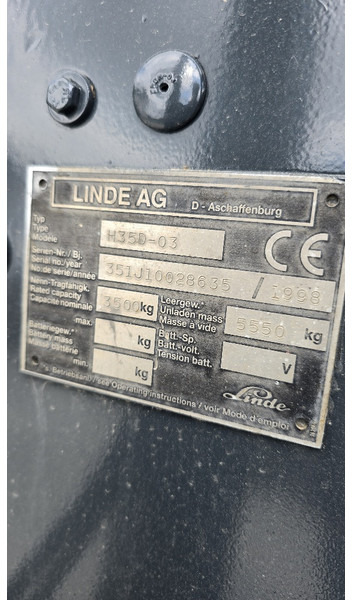 LINDE AG D - Aschaffenburg
Typ
Type
Modèle H35D-03
CE
Serien-Nr./ Bj.
Serial no./year
No. de série/année 351J10028635 / 1998
Nenn-Tragfähigk.
Rated capacity
Capacité nominale 3500 kg
Leergew.*
Unladen mass
Masse à vide 5550 kg
Batteriegew.*
Battery mass
Masse batterie
max. kg
min. kg
Batt.-Sp.
Batt.-volt.
Tension batt. V
*s. Betriebsanl./ see Operating instructions / voir Mode d'emploi
Linde